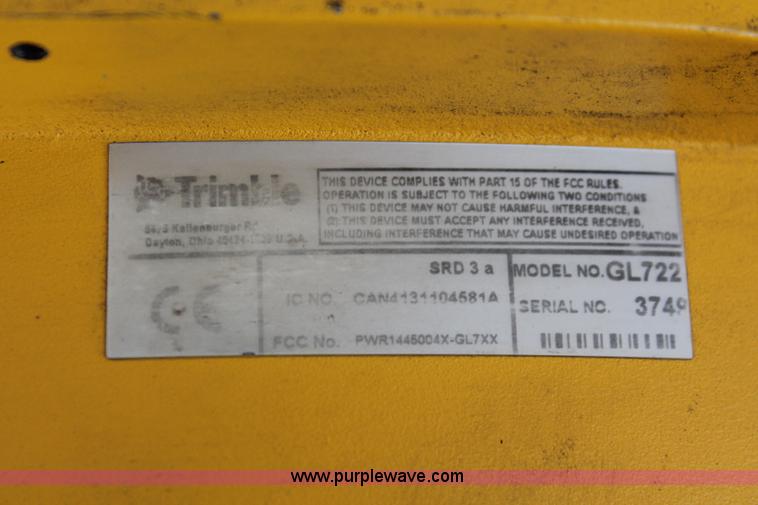 Trimble
Kellenburger
Dayton, Ohio U.S.A.
THIS DEVICE COMPLIES WITH PART 15 OF THE FCC RULES.
OPERATION IS SUBJECT TO THE FOLLOWING TWO CONDITIONS
(1) THIS DEVICE MAY NOT CAUSE HARMFUL INTERFERENCE, &
(2) THIS DEVICE MUST ACCEPT ANY INTERFERENCE RECEIVED,
INCLUDING INTERFERENCE THAT MAY CAUSE UNDESIRED OPERATION
CE
SRD 3 a
IC NO. CAN4131104581A
FCC No. PWR1445004X-GL7XX
MODEL NO. GL722
SERIAL NO. 3749
www.purplewave.com